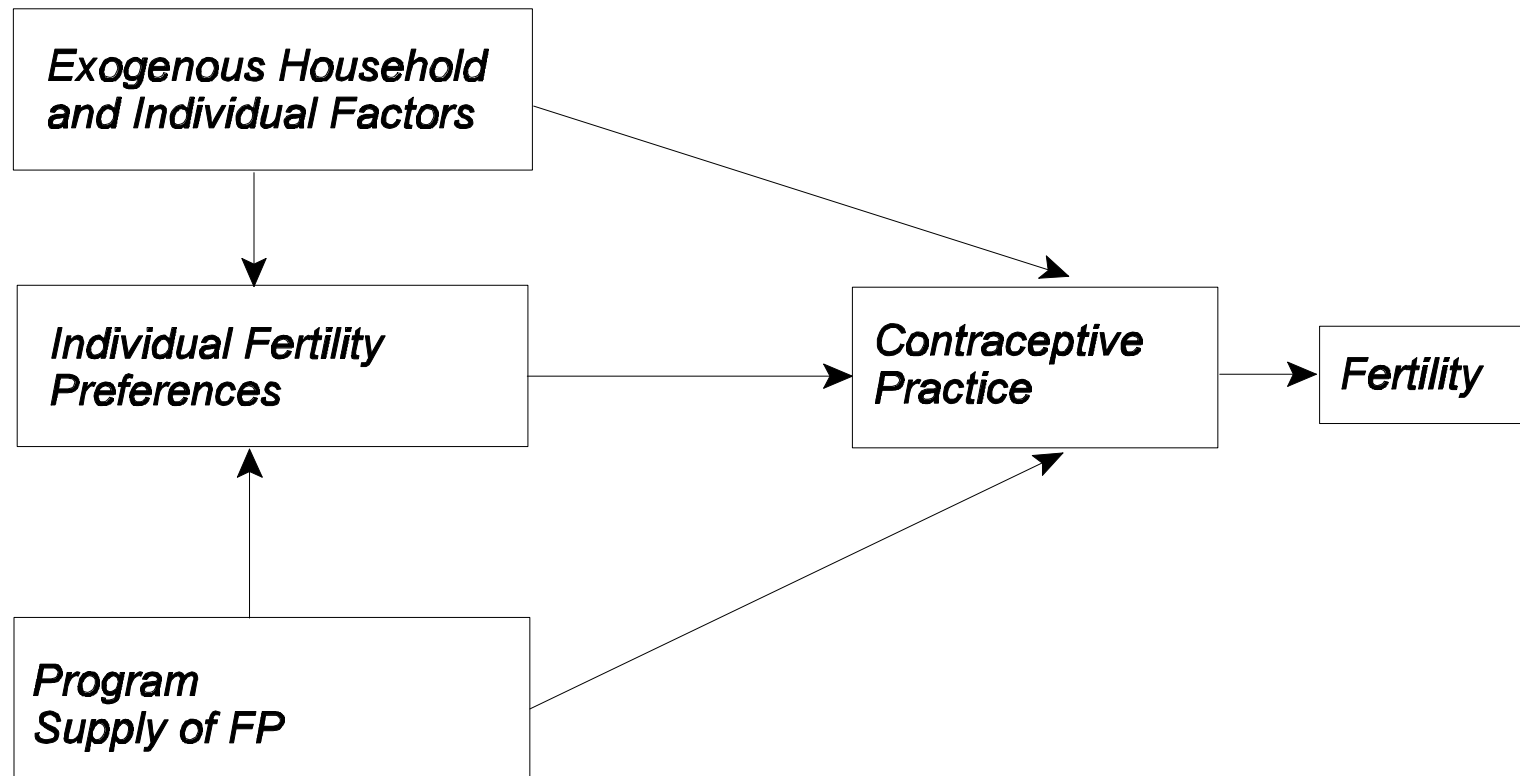 Exogenous Household
and Individual Factors
Individual Fertility
Preferences
Contraceptive
Practice
Fertility
Program
Supply of FP